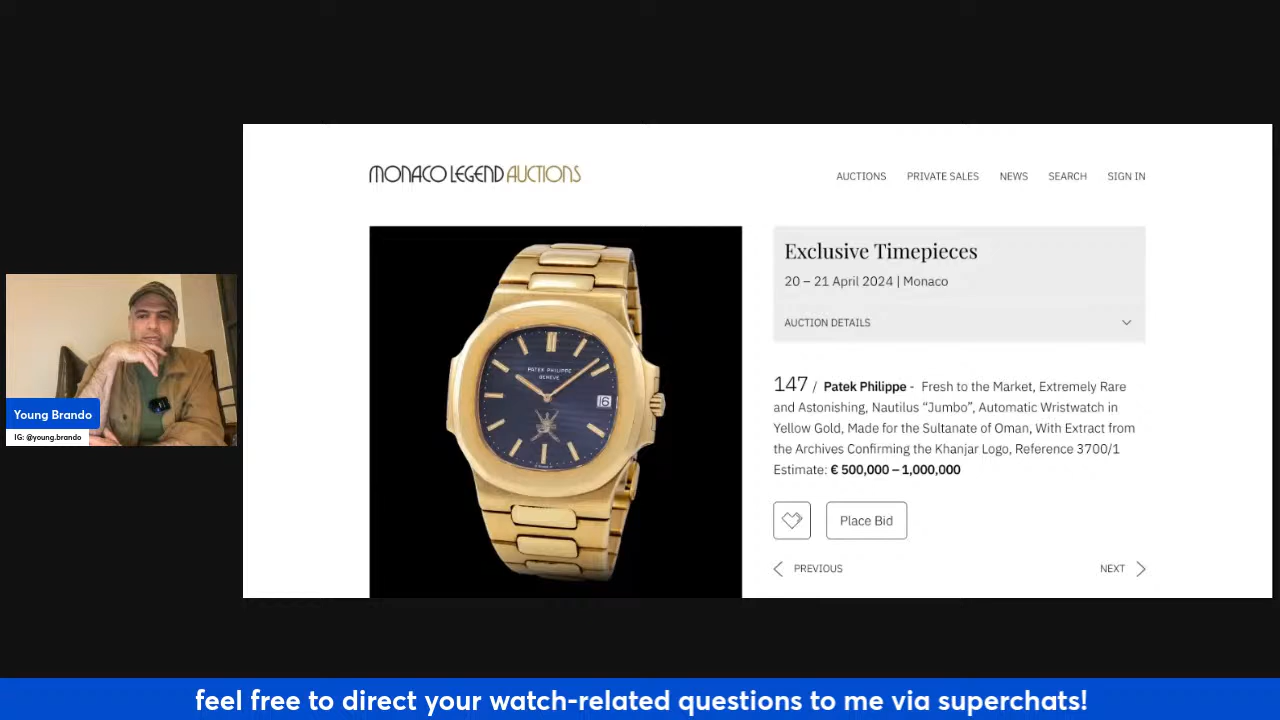 MONACO LEGEND AUCTIONS
AUCTIONS PRIVATE SALES NEWS SEARCH SIGN IN
Exclusive Timepieces
20 – 21 April 2024 | Monaco
AUCTION DETAILS
147 / Patek Philippe - Fresh to the Market, Extremely Rare
and Astonishing, Nautilus “Jumbo”, Automatic Wristwatch in
Yellow Gold, Made for the Sultanate of Oman, With Extract from
the Archives Confirming the Khanjar Logo, Reference 3700/1
Estimate: € 500,000 – 1,000,000
Place Bid
PREVIOUS
NEXT
PATEK PHILIPPE
GENEVE
16
Young Brando
IG: @young.brando
feel free to direct your watch-related questions to me via superchats!